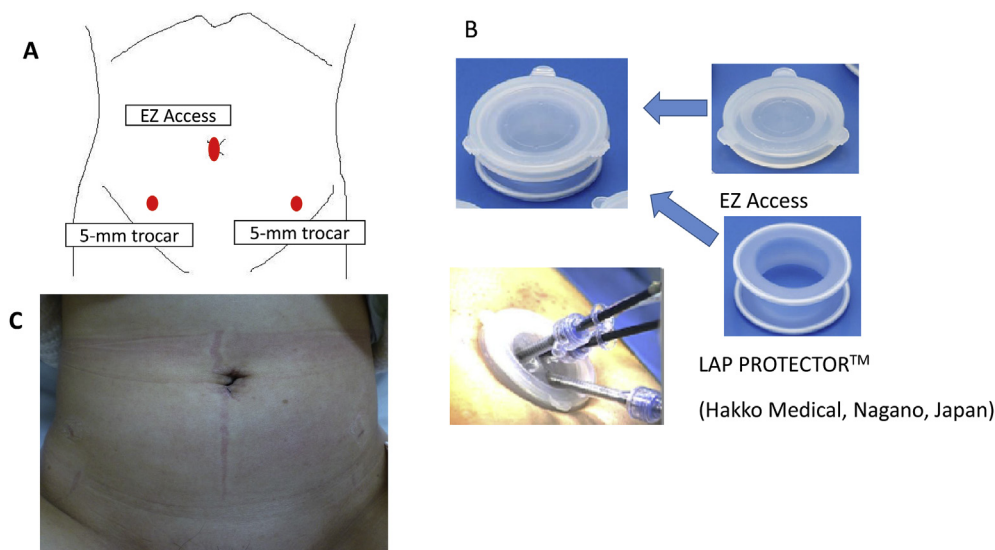 A
EZ Access
5-mm trocar
5-mm trocar
B
EZ Access
LAP PROTECTOR™
(Hakko Medical, Nagano, Japan)
C